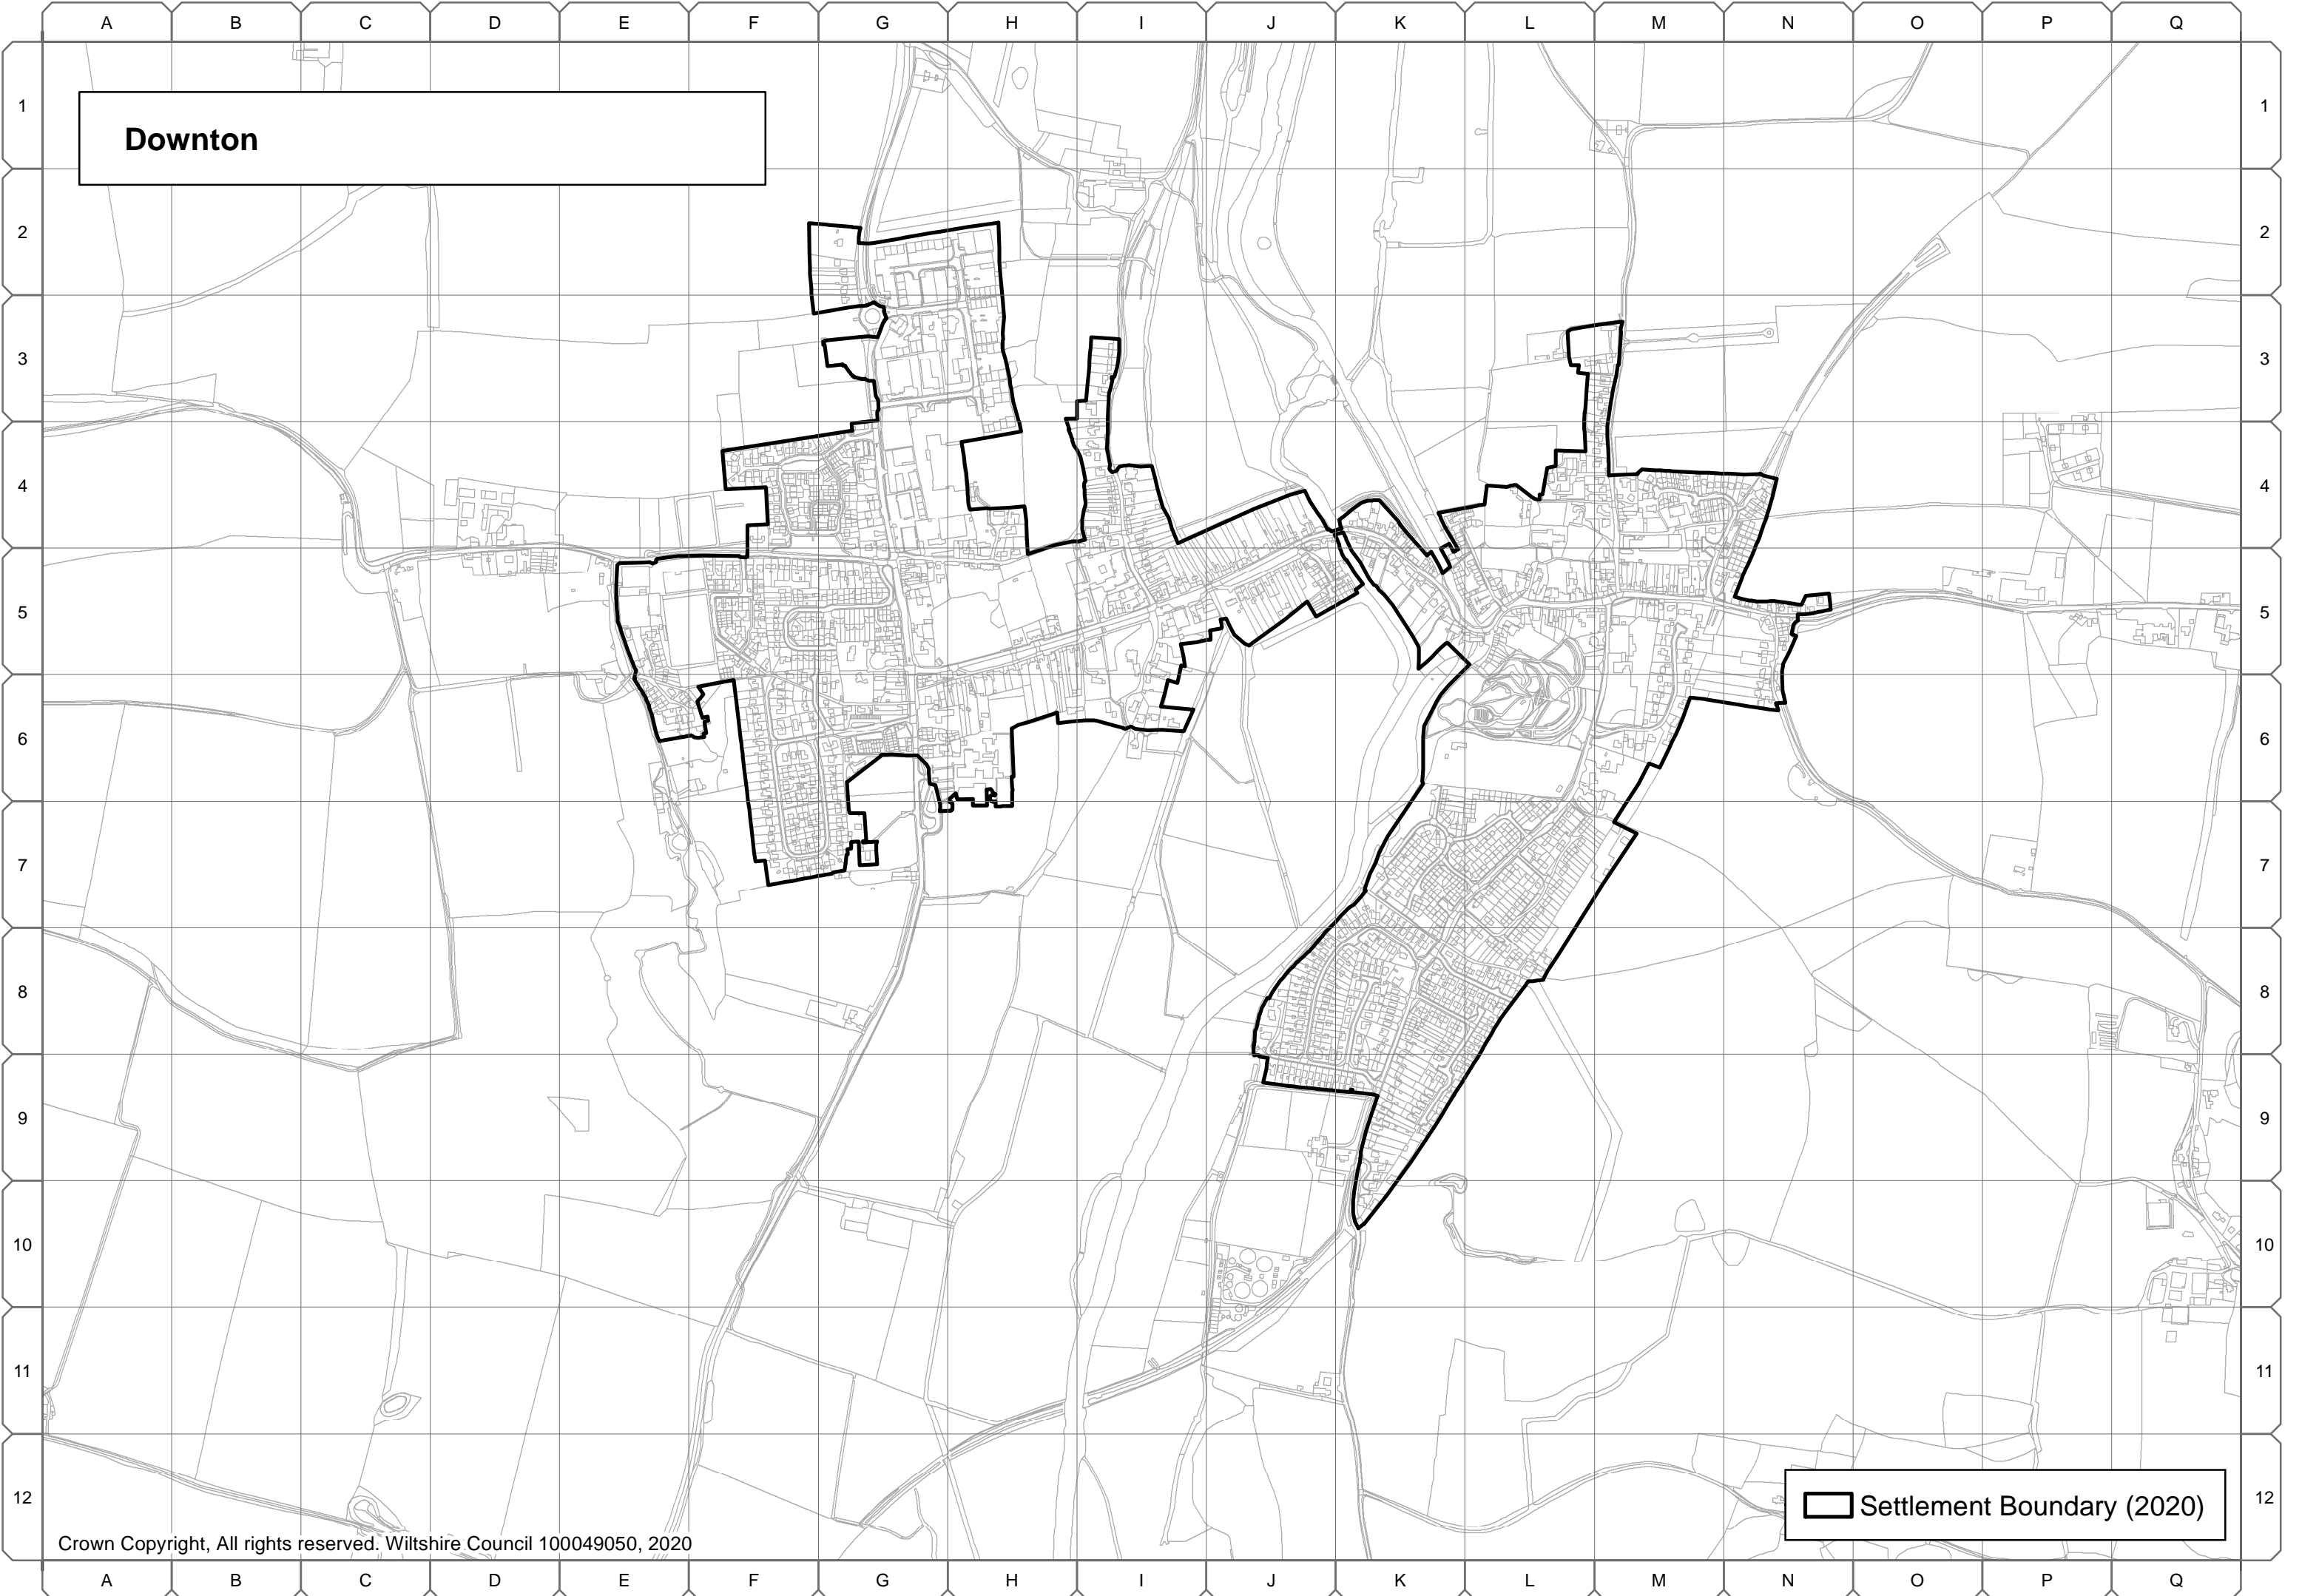 A B C D E F G H I J K L M N O P Q
1 1
Downton
2 2
3 3
4 4
5 5
6 6
7 7
8 8
9 9
10 10
11 11
12 12
Settlement Boundary (2020)
Crown Copyright, All rights reserved. Wiltshire Council 100049050, 2020
A B C D E F G H I J K L M N O P Q